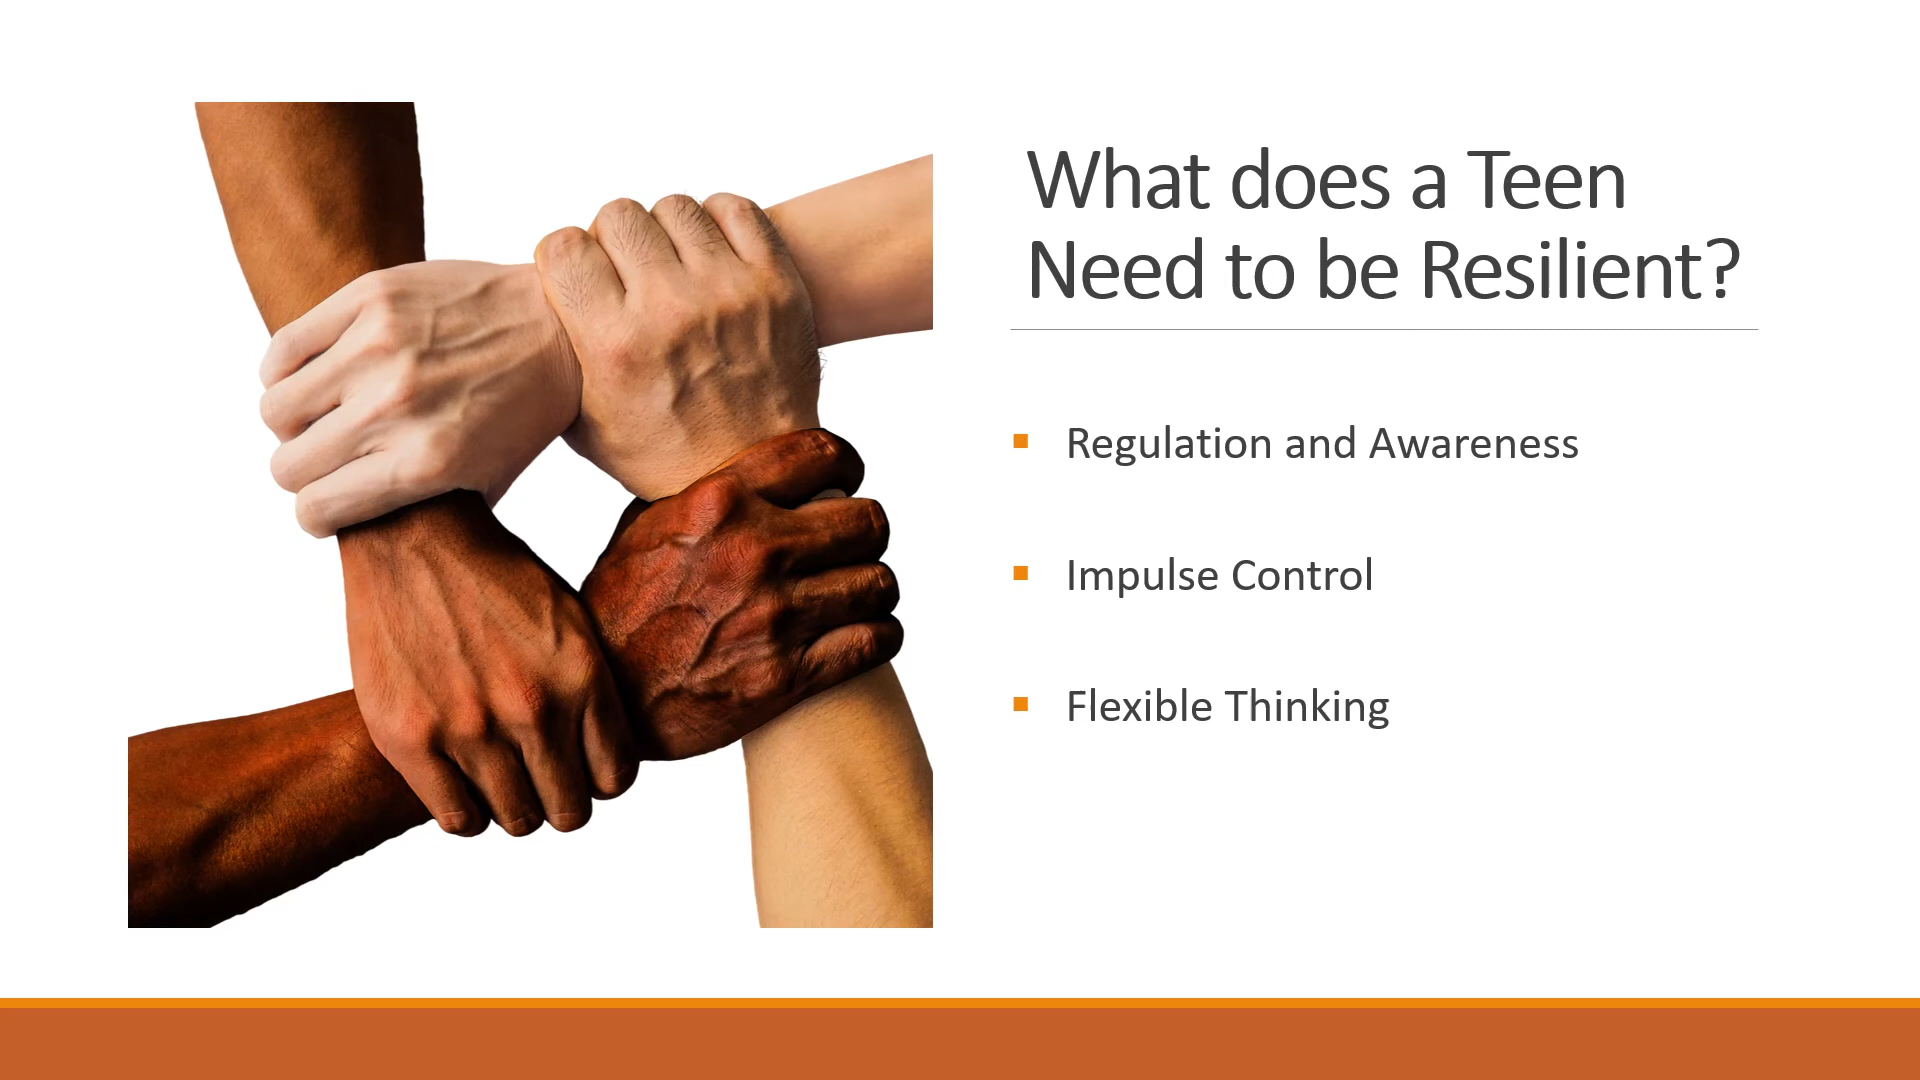 What does a Teen
Need to be Resilient?
Regulation and Awareness
Impulse Control
Flexible Thinking